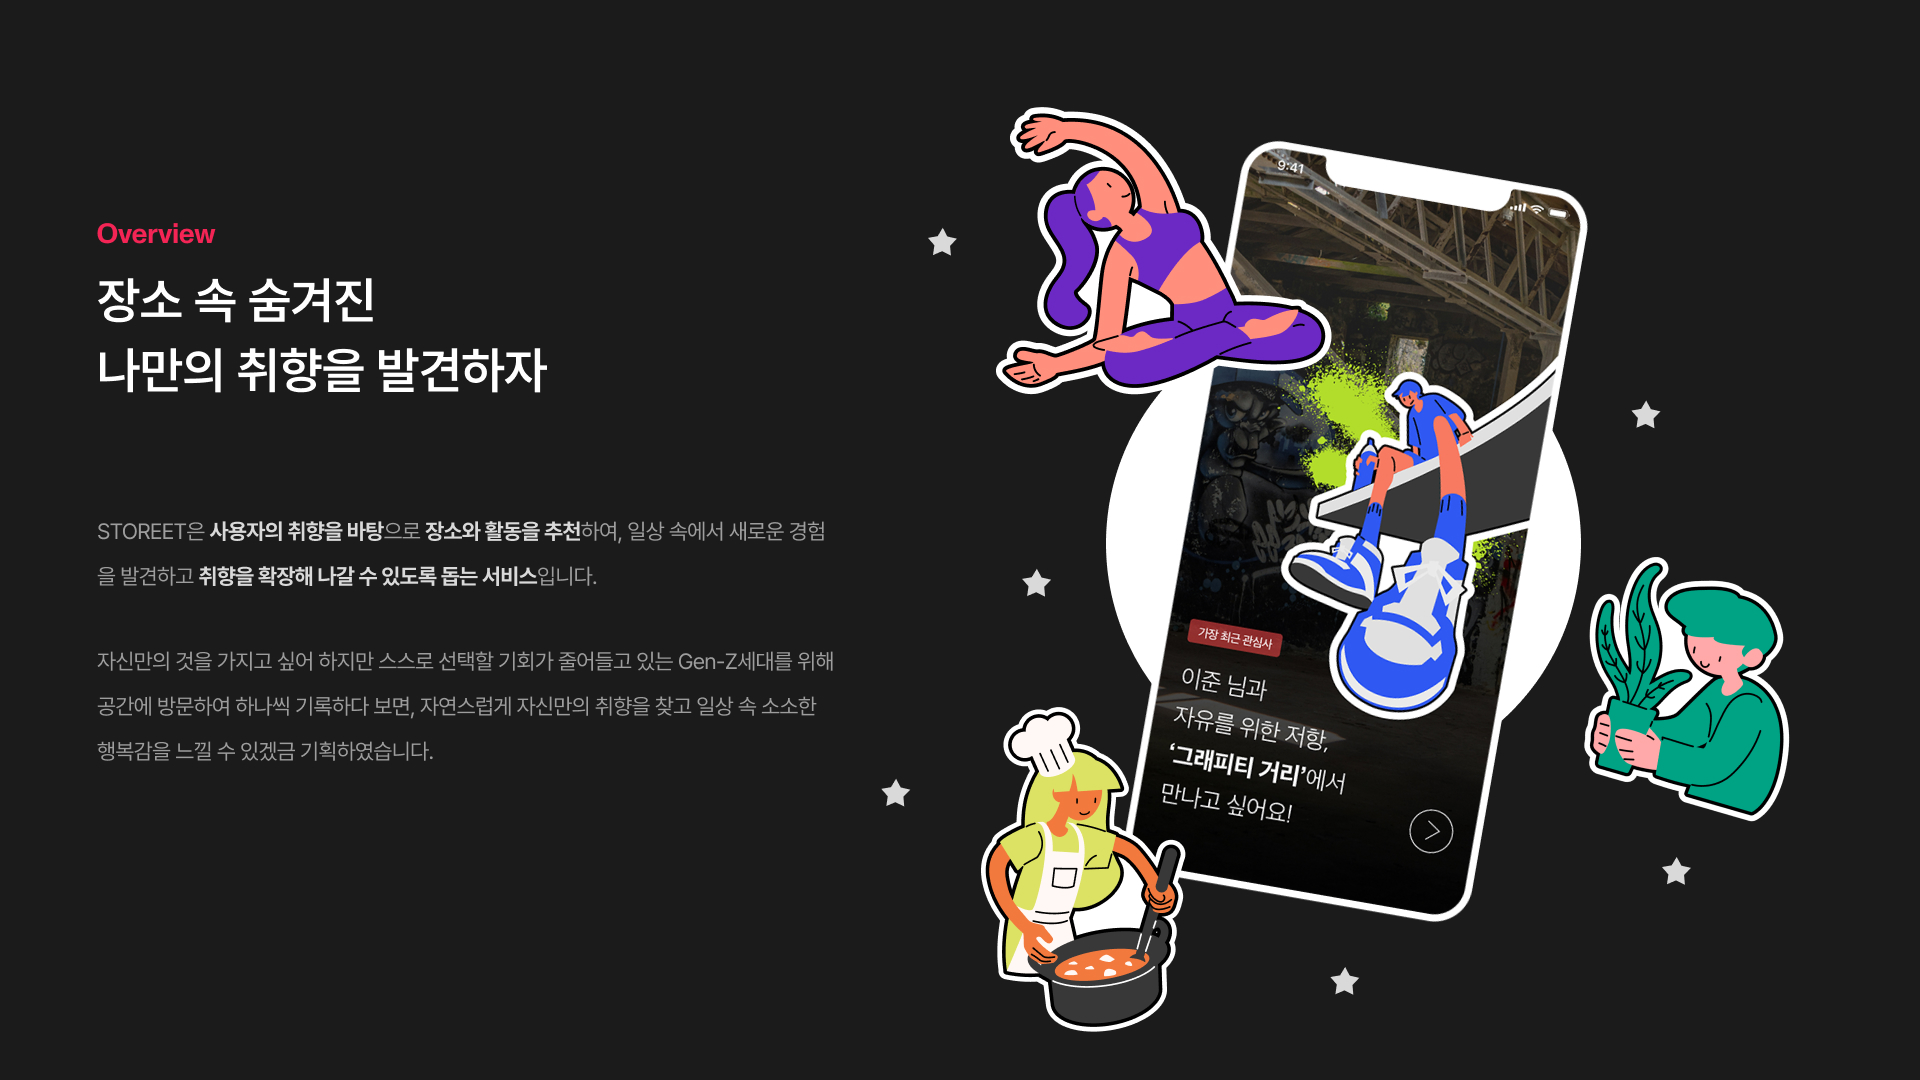 Overview
장소 속 숨겨진
나만의 취향을 발견하자
STOREET은 사용자의 취향을 바탕으로 장소와 활동을 추천하여, 일상 속에서 새로운 경험
을 발견하고 취향을 확장해 나갈 수 있도록 돕는 서비스입니다.
자신만의 것을 가지고 싶어 하지만 스스로 선택할 기회가 줄어들고 있는 Gen-Z세대를 위해
공간에 방문하여 하나씩 기록하다 보면, 자연스럽게 자신만의 취향을 찾고 일상 속 소소한
행복감을 느낄 수 있겠금 기획하였습니다.
9:41
가장 최근 관심사
이준 님과
자유를 위한 저항,
‘그래피티 거리’에서
만나고 싶어요!